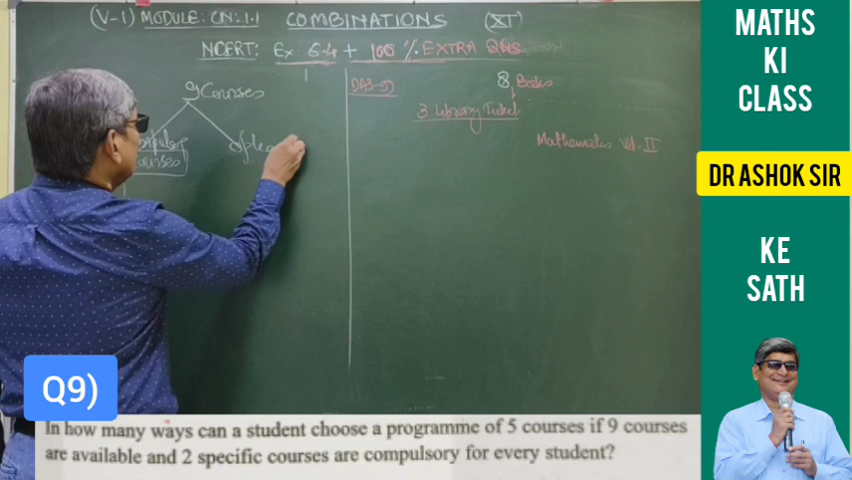 (V-1) MODULE: CN: 1.1 COMBINATIONS (XI)
NCERT: Ex 6.4 + 100 % EXTRA QNS
9 Courses
Courses
DAB-97
8 Books
3 Library Ticket
Mathematics Vol-II
Q9)
In how many ways can a student choose a programme of 5 courses if 9 courses
are available and 2 specific courses are compulsory for every student?
MATHS
KI
CLASS
DR ASHOK SIR
KE
SATH